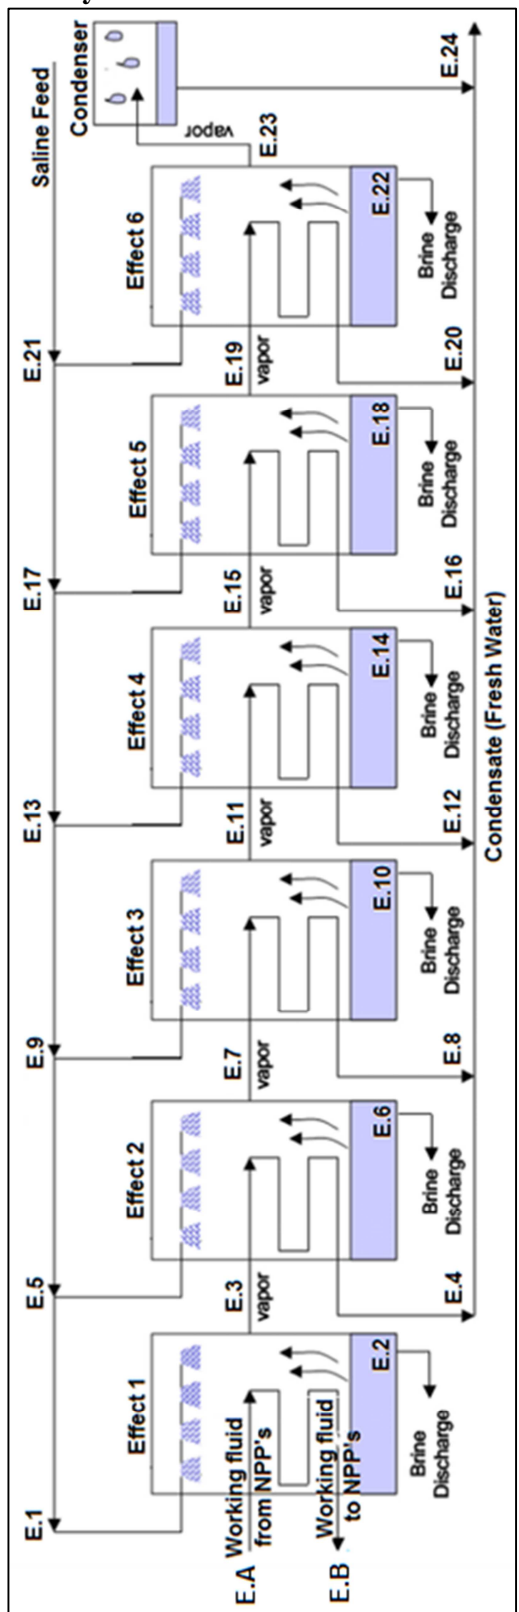 E.1
E.5
E.9
E.13
E.17
E.21
Saline Feed
Effect 1
Effect 2
Effect 3
Effect 4
Effect 5
Effect 6
Condenser
E.A
Working fluid
from NPP's
E.3
vapor
E.7
vapor
E.11
vapor
E.15
vapor
E.19
vapor
E.23
vapor
E.B
Working fluid
to NPP's
E.2
E.6
E.10
E.14
E.18
E.22
Brine
Discharge
E.4
Brine
Discharge
E.8
Brine
Discharge
E.12
Brine
Discharge
E.16
Brine
Discharge
E.20
Brine
Discharge
E.24
Condensate (Fresh Water)